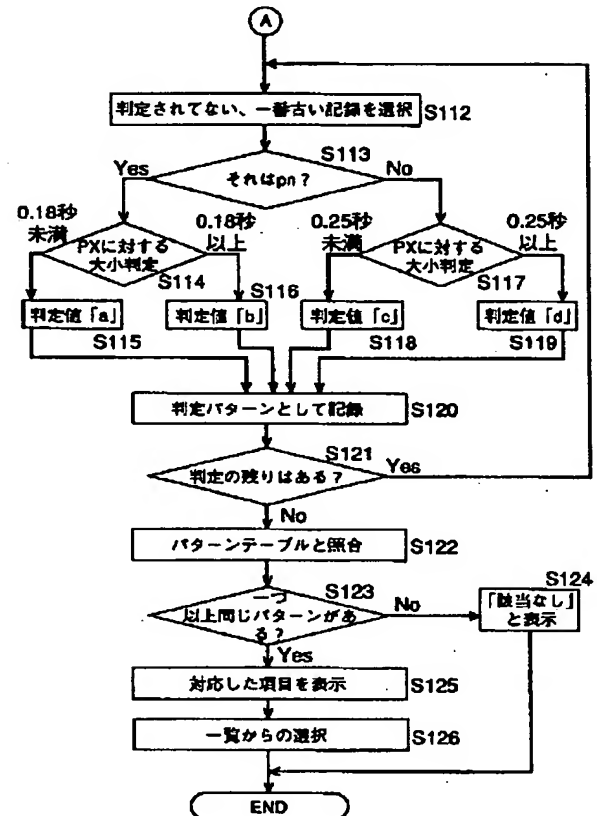 A
判定されてない、一番古い記録を選択
S112
S113
Yes
それはpn？
No
0.18秒
未満
PXに対する
大小判定
0.18秒
以上
S114
0.25秒
未満
PXに対する
大小判定
0.25秒
以上
S117
判定値「a」
S115
判定値「b」
S116
判定値「c」
S118
判定値「d」
S119
判定パターンとして記録
S120
S121
判定の残りはある？
Yes
No
パターンテーブルと照合
S122
S123
一つ
以上同じパターンがあ
る？
No
S124
「該当なし」
と表示
Yes
対応した項目を表示
S125
一覧からの選択
S126
END